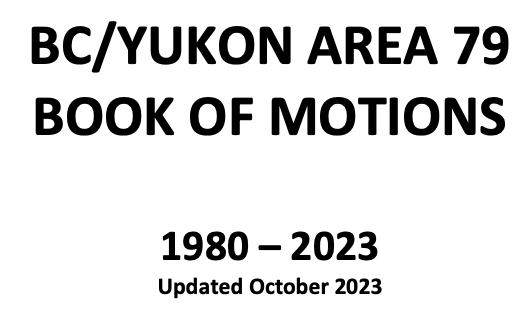 BC/YUKON AREA 79
BOOK OF MOTIONS
1980 – 2023
Updated October 2023